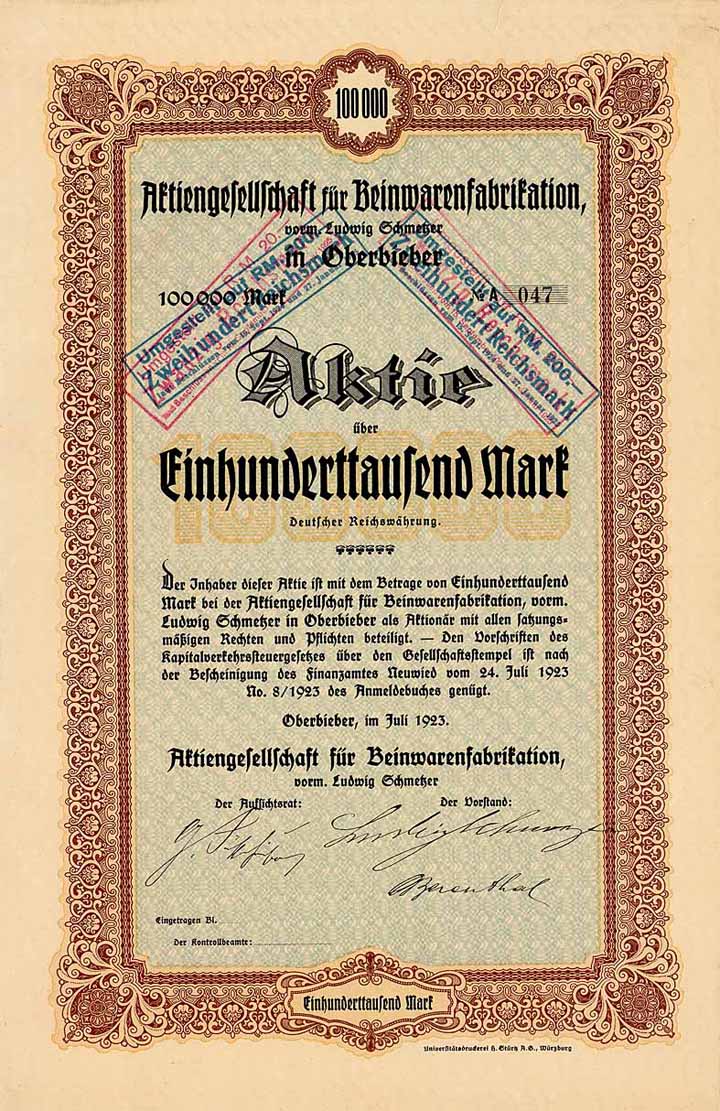 100 000
Aktiengesellschaft für Beinwarenfabrikation,
vorm. Ludwig Schmetzer
in Oberbieber
100 000 Mark
№ A 047
Umgestellt auf RM. 200.—
Zweihundert Reichsmark
Umgestellt auf RM. 200.—
Zweihundert Reichsmark
Aktie
über
100000
Einhunderttausend Mark
Deutscher Reichswährung.
Der Inhaber dieser Aktie ist mit dem Betrage von Einhunderttausend
Mark bei der Aktiengesellschaft für Beinwarenfabrikation, vorm.
Ludwig Schmetzer in Oberbieber als Aktionär mit allen satzungs-
mäßigen Rechten und Pflichten beteiligt. — Den Vorschriften des
Kapitalverkehrssteuergesetzes über den Gesellschaftsstempel ist nach
der Bescheinigung des Finanzamtes Neuwied vom 24. Juli 1923
No. 8/1923 des Anmeldebuches genügt.
Oberbieber, im Juli 1923.
Aktiengesellschaft für Beinwarenfabrikation,
vorm. Ludwig Schmetzer
Der Aufsichtsrat:
Der Vorstand:
Eingetragen Bl.
Der Kontrollbeamte:
Einhunderttausend Mark
Universitätsdruckerei H. Stürtz A. G., Würzburg